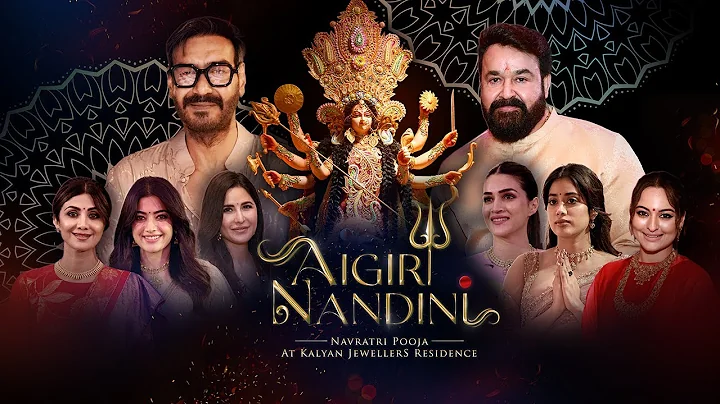 AIGIRI
NANDINI
NAVRATRI POOJA
AT KALYAN JEWELLERS RESIDENCE